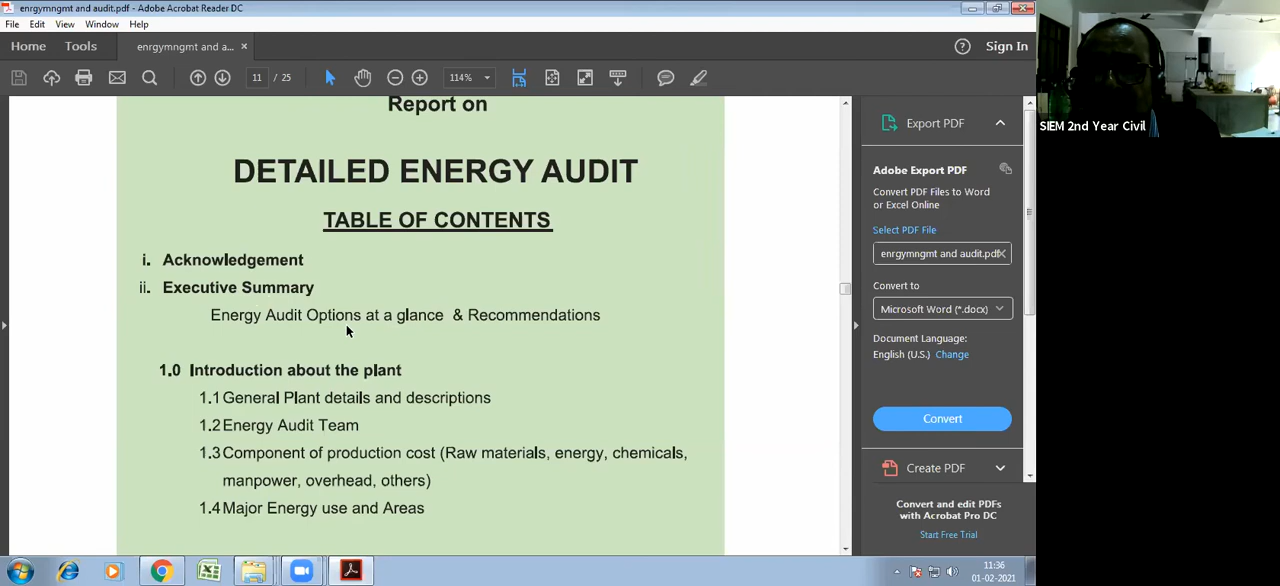 enrgymngmt and audit.pdf - Adobe Acrobat Reader DC
File Edit View Window Help
Home Tools enrgymngmt and a... × Sign In
11 / 25 114%
Report on
DETAILED ENERGY AUDIT
TABLE OF CONTENTS
i. Acknowledgement
ii. Executive Summary
Energy Audit Options at a glance & Recommendations
1.0 Introduction about the plant
1.1 General Plant details and descriptions
1.2 Energy Audit Team
1.3 Component of production cost (Raw materials, energy, chemicals,
manpower, overhead, others)
1.4 Major Energy use and Areas
Export PDF
Adobe Export PDF
Convert PDF Files to Word
or Excel Online
Select PDF File
enrgymngmt and audit.pdf
Convert to
Microsoft Word (*.docx)
Document Language:
English (U.S.) Change
Convert
Create PDF
Convert and edit PDFs
with Acrobat Pro DC
Start Free Trial
SIEM 2nd Year Civil
11:36
01-02-2021